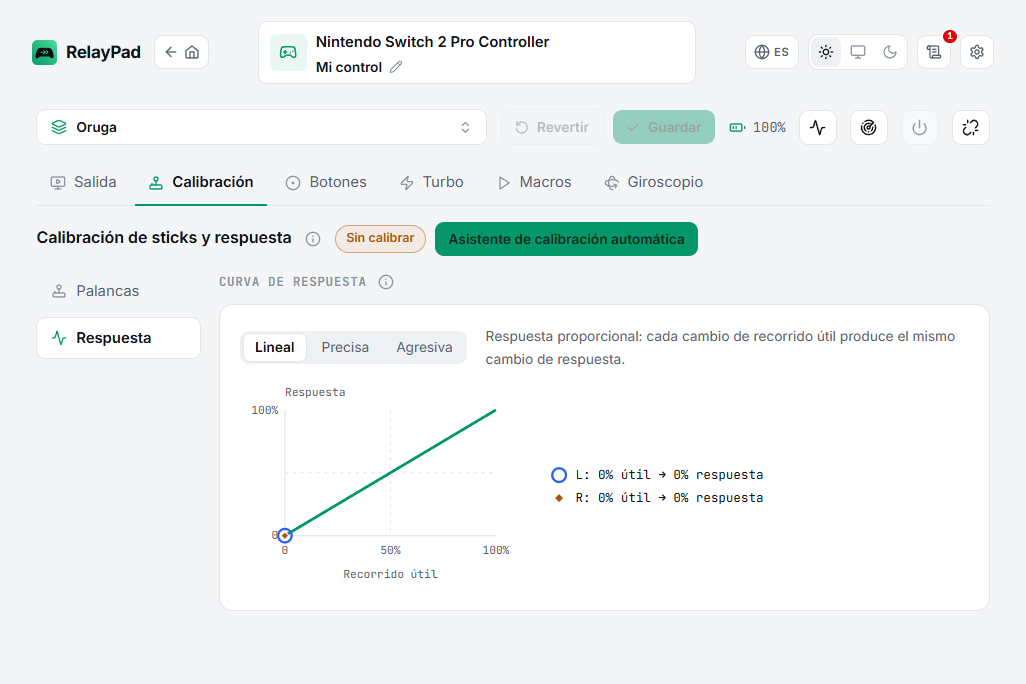 RelayPad
Nintendo Switch 2 Pro Controller
Mi control
ES
1
Oruga
Revertir
Guardar
100%
Salida
Calibración
Botones
Turbo
Macros
Giroscopio
Calibración de sticks y respuesta
Sin calibrar
Asistente de calibración automática
Palancas
Respuesta
CURVA DE RESPUESTA
Lineal
Precisa
Agresiva
Respuesta proporcional: cada cambio de recorrido útil produce el mismo
cambio de respuesta.
Respuesta
100%
0
0
50%
100%
Recorrido útil
L: 0% útil → 0% respuesta
R: 0% útil → 0% respuesta